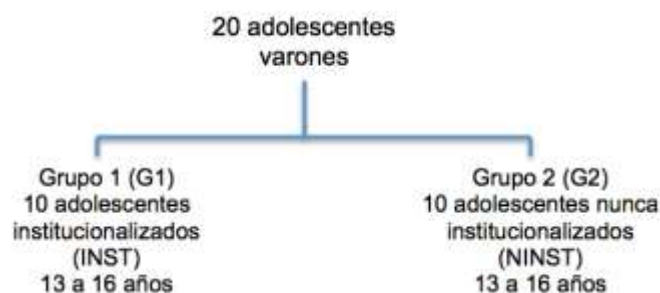 20 adolescentes
varones
Grupo 1 (G1)
10 adolescentes
institucionalizados
(INST)
13 a 16 años
Grupo 2 (G2)
10 adolescentes nunca
institucionalizados
(NINST)
13 a 16 años